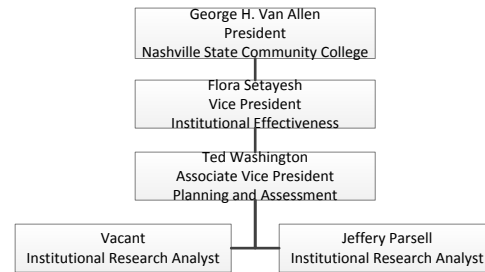 George H. Van Allen
President
Nashville State Community College
Flora Setayesh
Vice President
Institutional Effectiveness
Ted Washington
Associate Vice President
Planning and Assessment
Vacant
Institutional Research Analyst
Jeffery Parsell
Institutional Research Analyst